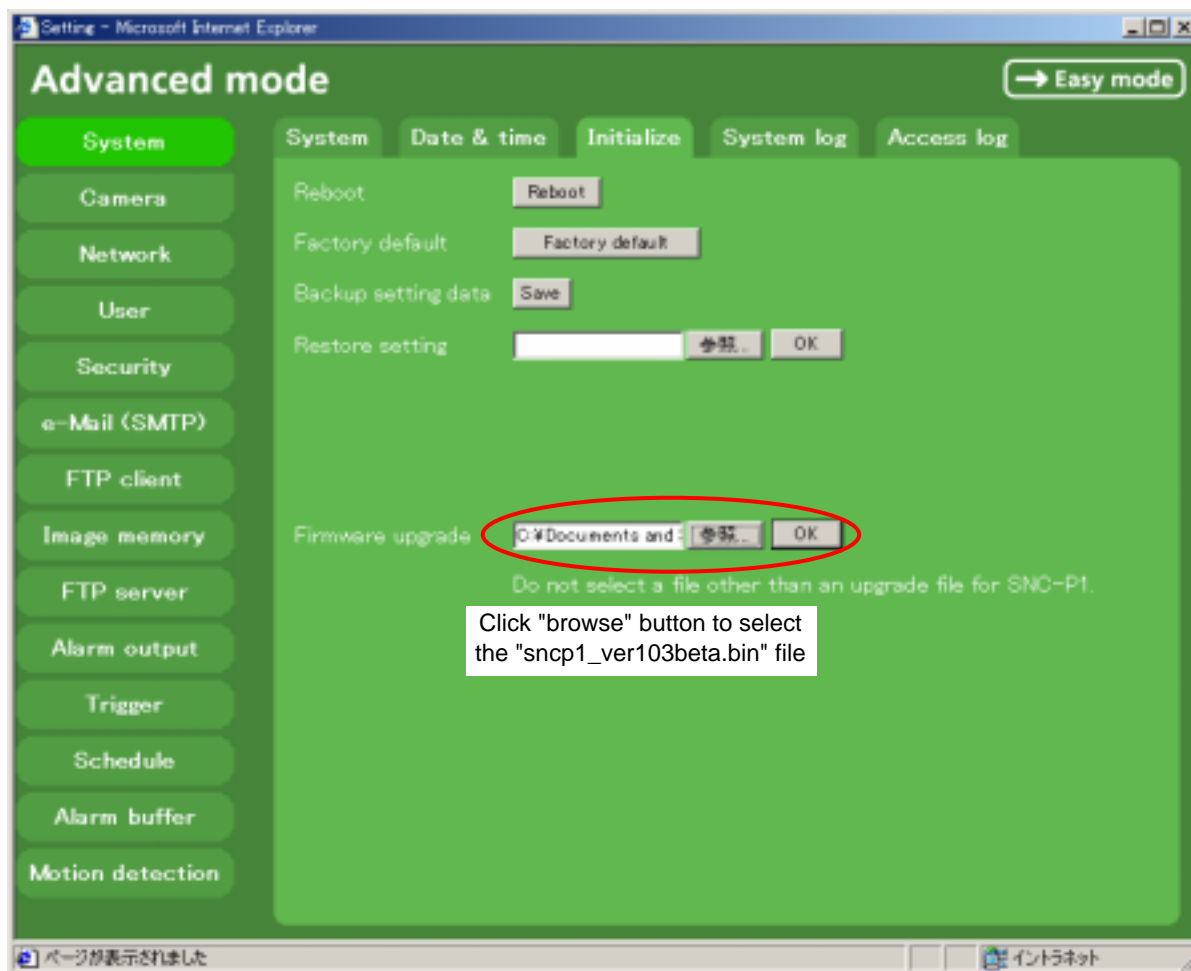 Setting - Microsoft Internet Explorer
Advanced mode
→ Easy mode
System
Camera
Network
User
Security
e-Mail (SMTP)
FTP client
Image memory
FTP server
Alarm output
Trigger
Schedule
Alarm buffer
Motion detection
System Date & time Initialize System log Access log
Reboot Reboot
Factory default Factory default
Backup setting data Save
Restore setting 参照... OK
Firmware upgrade C:¥Documents and 参照... OK
Do not select a file other than an upgrade file for SNC-P1.
Click "browse" button to select
the "sncp1_ver103beta.bin" file
ページが表示されました
イントラネット